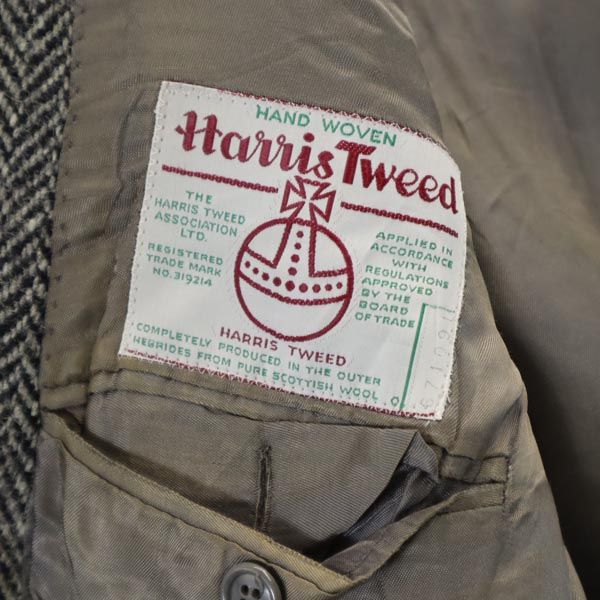 HAND WOVEN
Harris Tweed
THE
HARRIS TWEED
ASSOCIATION
LTD.
REGISTERED
TRADE MARK
NO. 319214
APPLIED IN
ACCORDANCE
WITH
REGULATIONS
APPROVED
BY THE
BOARD
OF TRADE
HARRIS TWEED
COMPLETELY PRODUCED IN THE OUTER
HEBRIDES FROM PURE SCOTTISH WOOL